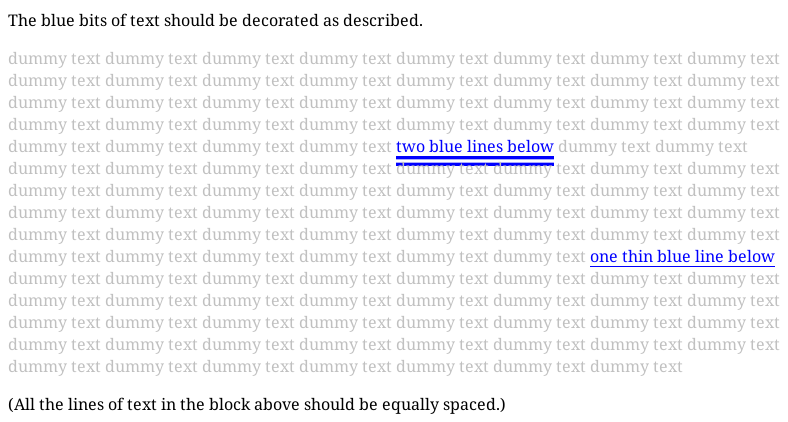 The blue bits of text should be decorated as described.
dummy text dummy text dummy text dummy text dummy text dummy text dummy text dummy text
dummy text dummy text dummy text dummy text dummy text dummy text dummy text dummy text
dummy text dummy text dummy text dummy text dummy text dummy text dummy text dummy text
dummy text dummy text dummy text dummy text dummy text dummy text dummy text dummy text
dummy text dummy text dummy text dummy text two blue lines below dummy text dummy text
dummy text dummy text dummy text dummy text dummy text dummy text dummy text dummy text
dummy text dummy text dummy text dummy text dummy text dummy text dummy text dummy text
dummy text dummy text dummy text dummy text dummy text dummy text dummy text dummy text
dummy text dummy text dummy text dummy text dummy text dummy text dummy text dummy text
dummy text dummy text dummy text dummy text dummy text dummy text one thin blue line below
dummy text dummy text dummy text dummy text dummy text dummy text dummy text dummy text
dummy text dummy text dummy text dummy text dummy text dummy text dummy text dummy text
dummy text dummy text dummy text dummy text dummy text dummy text dummy text dummy text
dummy text dummy text dummy text dummy text dummy text dummy text dummy text dummy text
dummy text dummy text dummy text dummy text dummy text dummy text dummy text
(All the lines of text in the block above should be equally spaced.)